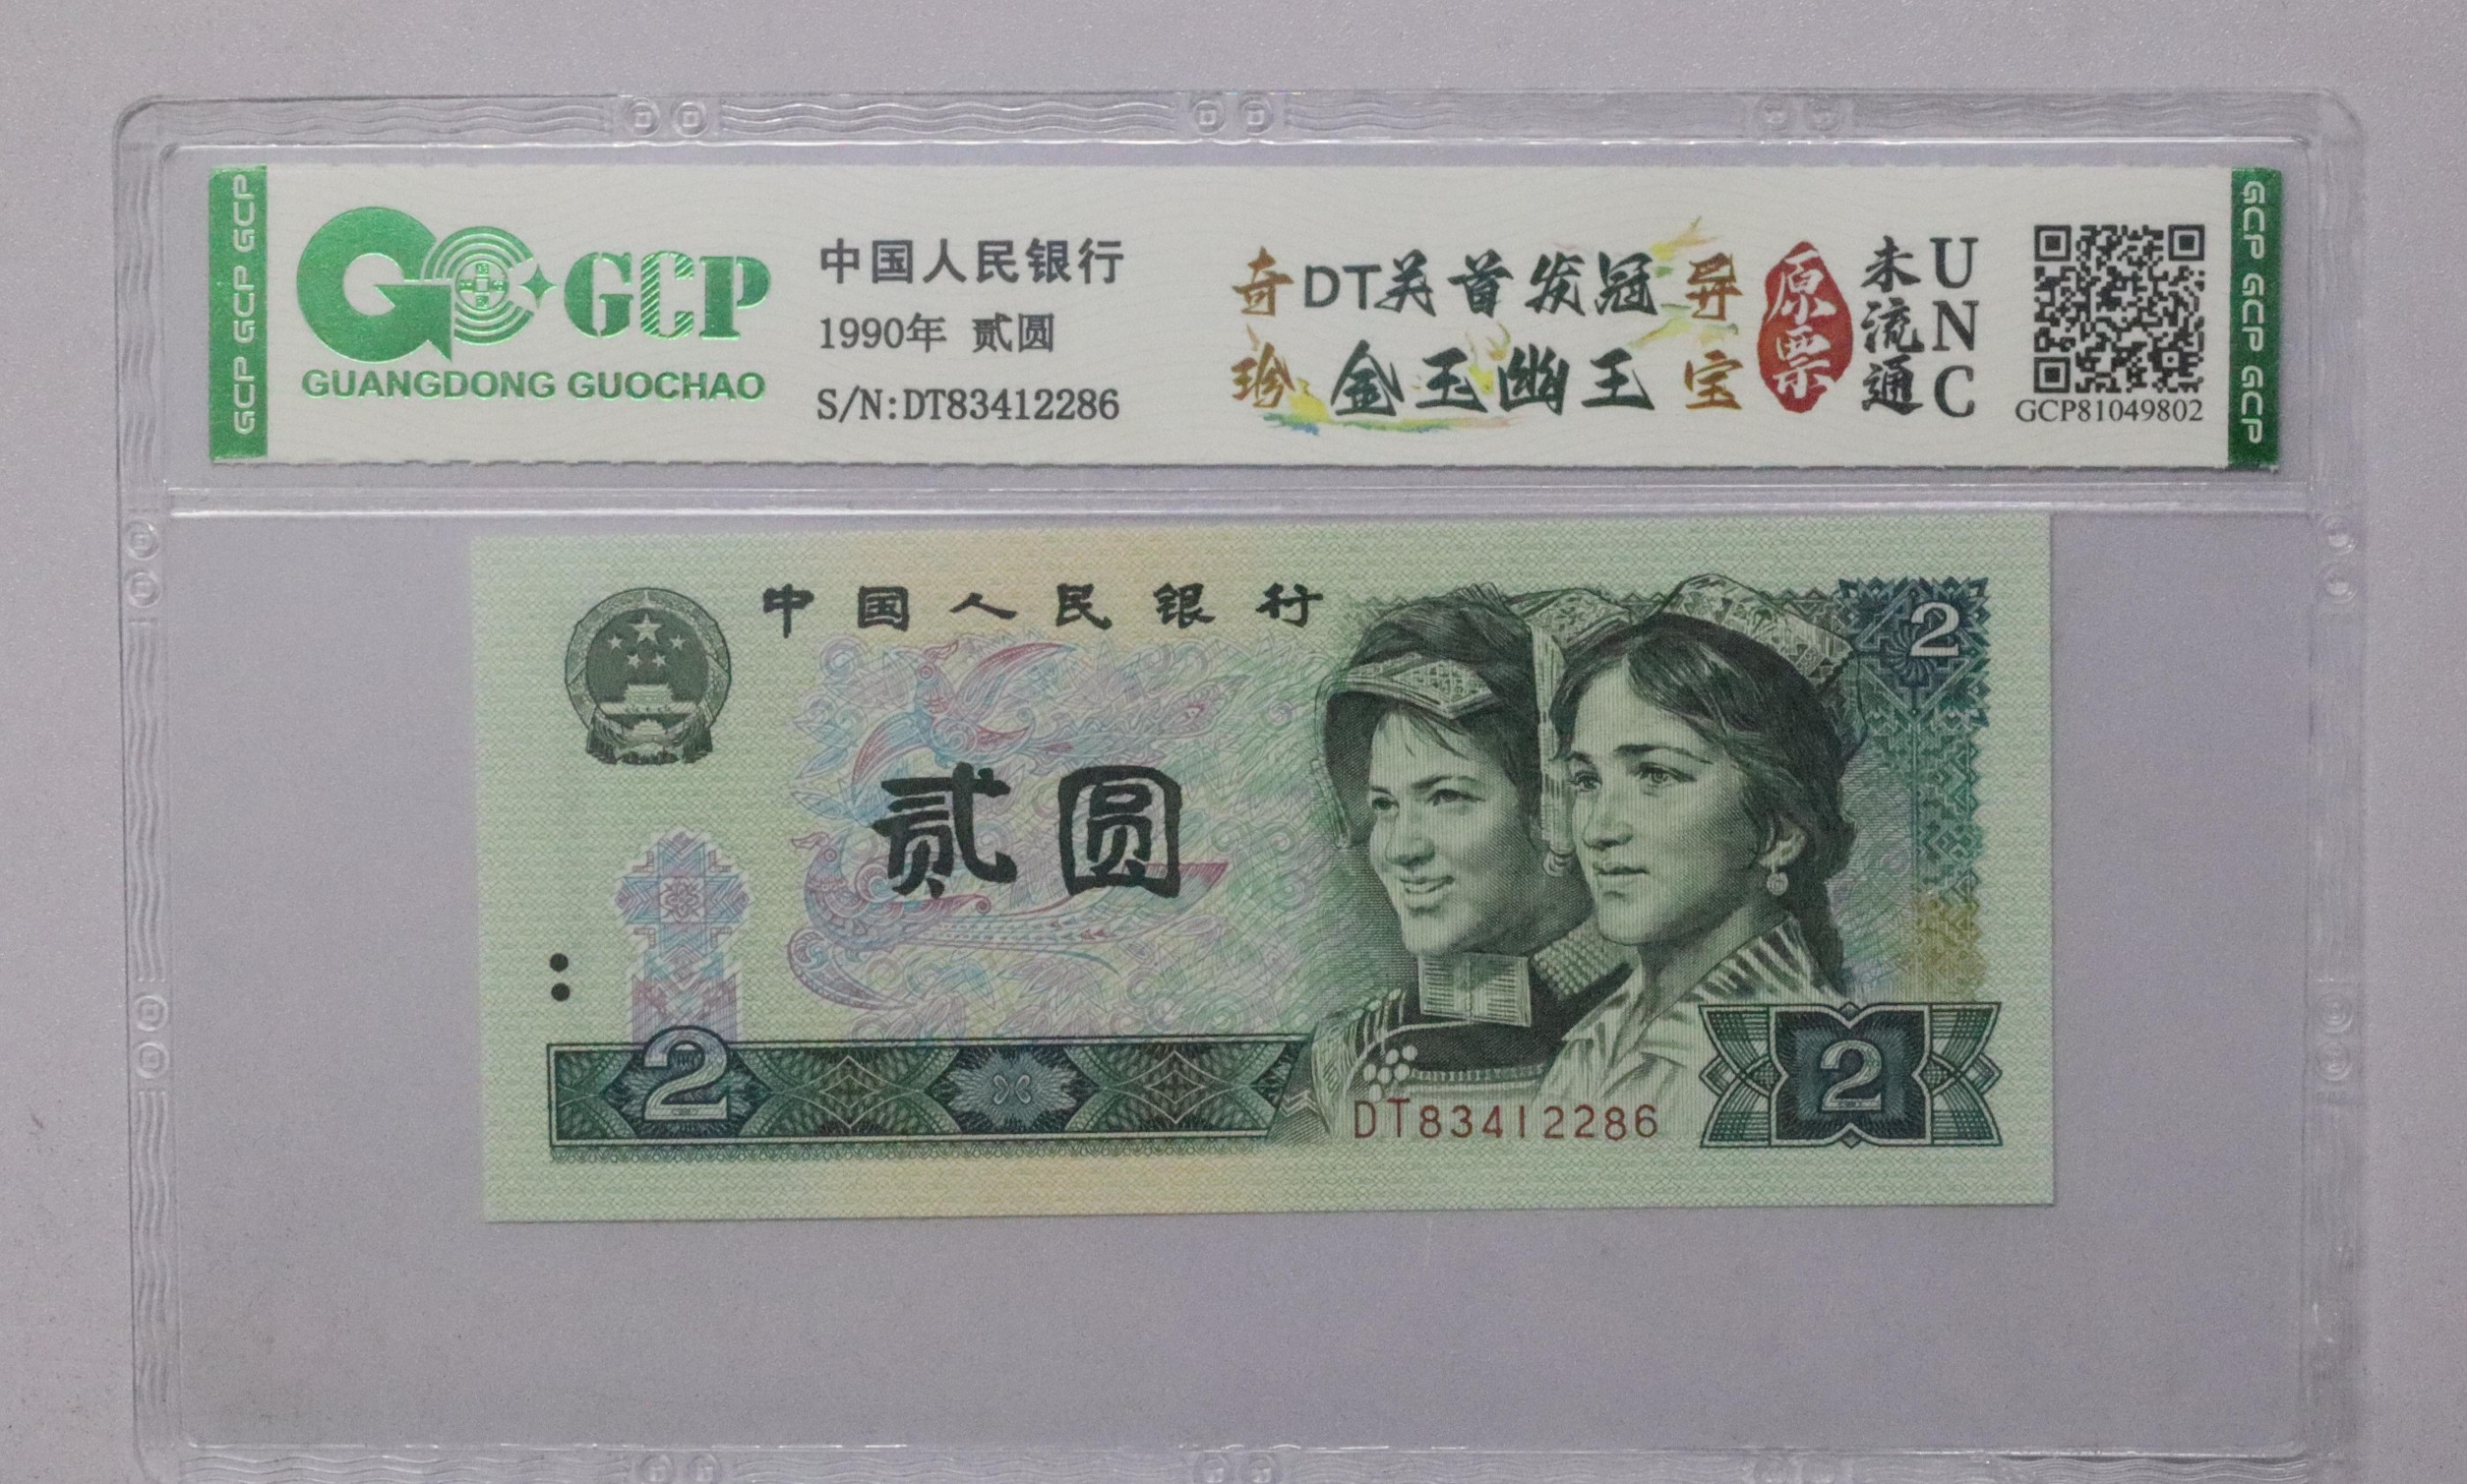 GCP GCP GCP
GCP
GUANGDONG GUOCHAO
中国人民银行
1990年 贰圆
S/N:DT83412286
奇珍
DT关首发冠
金玉幽王
异宝
原票
未流通
UNC
GCP81049802
GCP GCP GCP
中国人民银行
2
贰圆
2
DT83412286
2